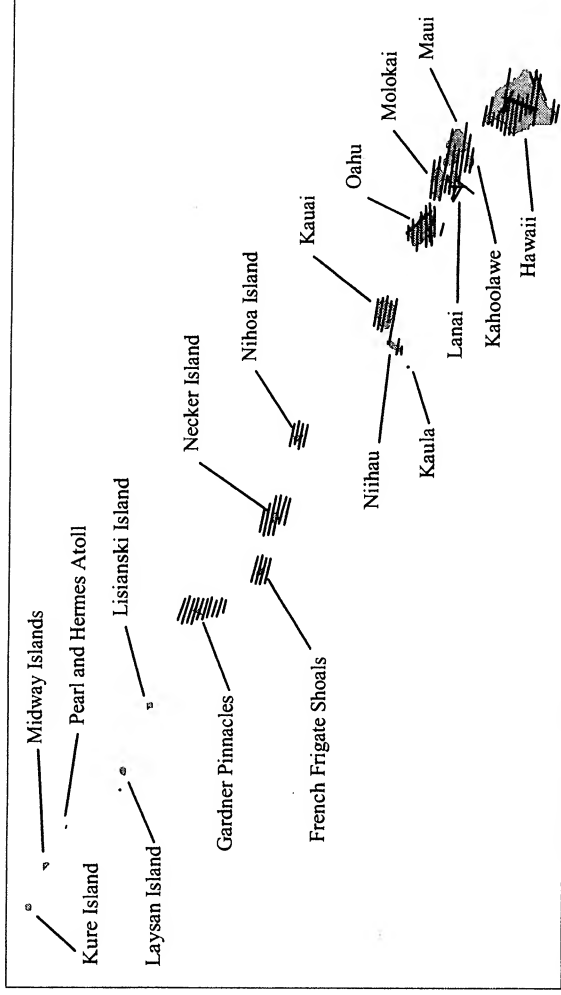 Midway Islands
Pearl and Hermes Atoll
Lisianski Island
Kure Island
Laysan Island
Necker Island
Nihoa Island
Gardner Pinnacles
French Frigate Shoals
Kauai
Oahu
Molokai
Maui
Niihau
Kaula
Lanai
Kahoolawe
Hawaii